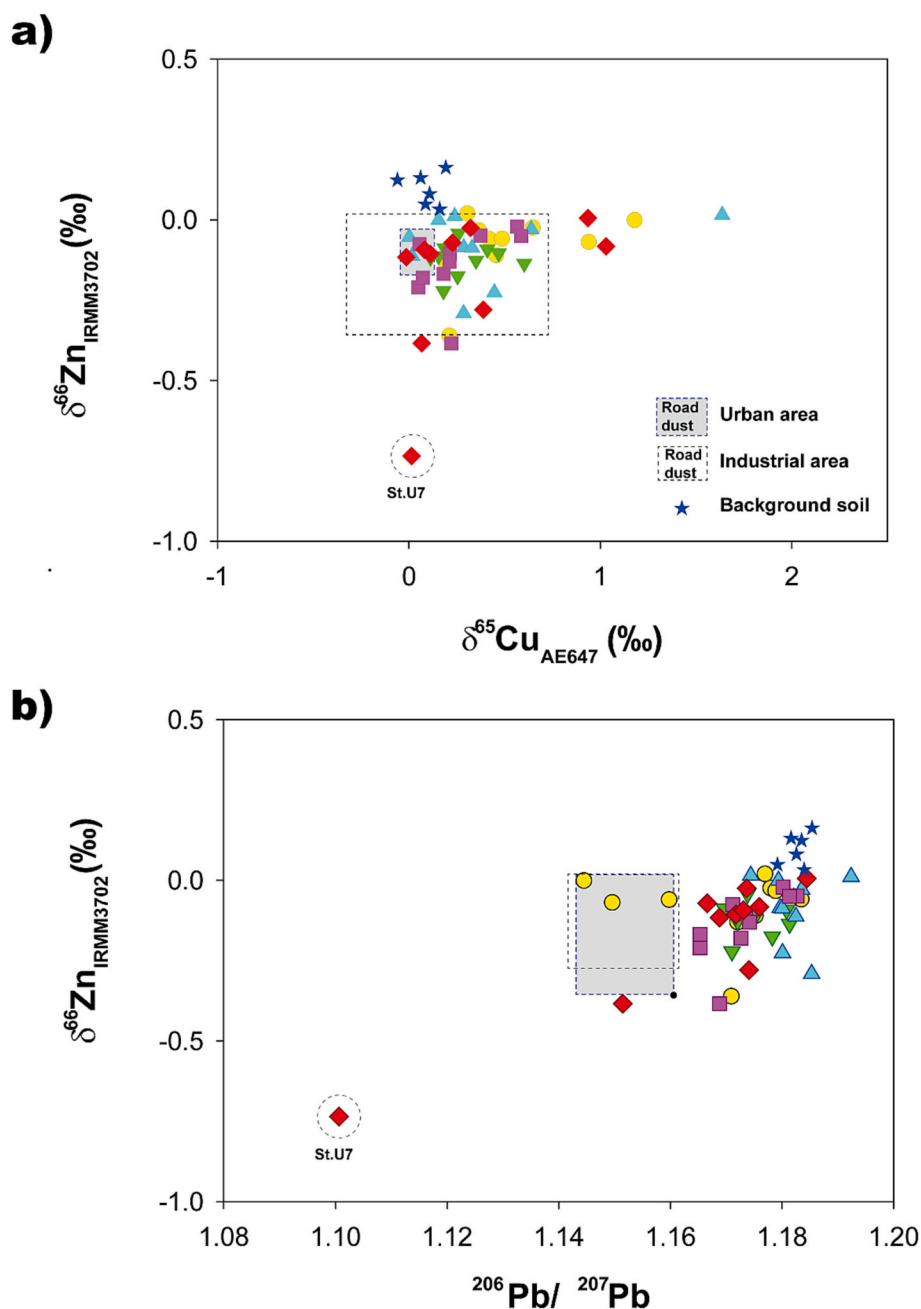 a)
0.5
0.0
-0.5
-1.0
δ66ZnIRMM3702 (‰)
St.U7
Road dust Urban area
Road dust Industrial area
Background soil
-1 0 1 2
δ65CuAE647 (‰)
b)
0.5
0.0
-0.5
-1.0
δ66ZnIRMM3702 (‰)
St.U7
1.08 1.10 1.12 1.14 1.16 1.18 1.20
206Pb/ 207Pb